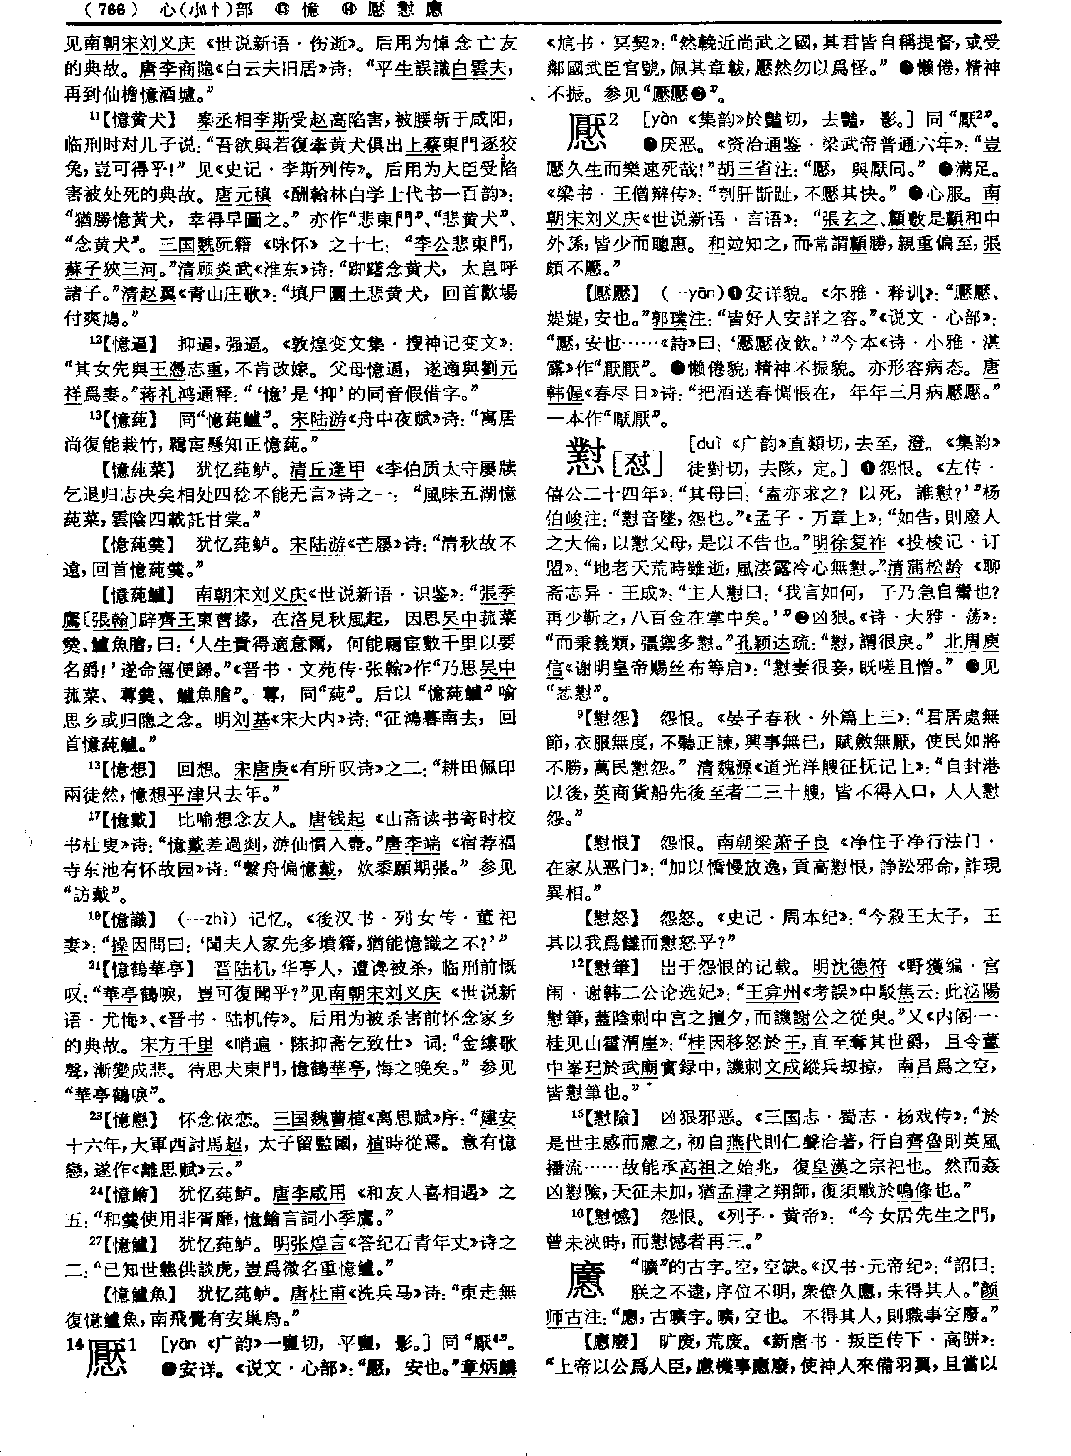 （766） 心(小忄)部 ⑬ 憶 ⑭ 懕 懟 㦂
见南朝宋刘义庆《世说新语·伤逝》。后用为悼念亡友
的典故。唐李商隐《白云夫旧居》诗：“平生誤識白雲夫，
再到仙檐憶酒壚。”
¹¹【憶黄犬】 秦丞相李斯受赵高陷害，被腰斩于咸阳，
临刑时对儿子说：“吾欲與若復牽黄犬俱出上蔡東門逐狡
兔，豈可得乎！”见《史记·李斯列传》。后用为大臣受陷
害被处死的典故。唐元稹《酬翰林白学士代书一百韵》：
“猶勝憶黄犬，幸得早圖之。”亦作“悲東門”、“悲黄犬”、
“念黄犬”。三国魏阮籍《咏怀》之十七：“李公悲東門，
蘇子狹三河。”清顾炎武《淮东》诗：“踟躇念黄犬，太息呼
諸子。”清赵翼《青山庄歌》：“填尸圜土悲黄犬，回首歡場
付爽鳩。”
¹³【憶逼】 抑逼，强逼。《敦煌变文集·搜神记变文》：
“其女先與王憑志重，不肯改嫁。父母憶逼，遂適與劉元
祥爲妻。”蒋礼鸿通释：“‘憶’是‘抑’的同音假借字。”
¹³【憶蒓】 同“憶蒓鱸”。宋陆游《舟中夜赋》诗：“寓居
尚復能栽竹，羈宦懸知正憶蒓。”
【憶蒓菜】 犹忆莼鲈。清丘逢甲《李伯质太守屡牍
乞退归志决矣相处四稔不能无言》诗之一：“風味五湖憶
蒓菜，雲陰四載託甘棠。”
【憶蒓羹】 犹忆莼鲈。宋陆游《芒屩》诗：“清秋故不
遠，回首憶蒓羹。”
【憶蒓鱸】 南朝宋刘义庆《世说新语·识鉴》：“張季
鷹〔張翰〕辟齊王東曹掾，在洛見秋風起，因思吴中菰菜
羹、鱸魚膾，曰：‘人生貴得適意爾，何能羈宦數千里以要
名爵！’遂命駕便歸。”《晋书·文苑传·张翰》作“乃思吴中
菰菜、蓴羹、鱸魚膾”。蓴，同“蒓”。后以“憶蒓鱸”喻
思乡或归隐之念。明刘基《宋大内》诗：“征鴻暮南去，回
首憶蒓鱸。”
¹³【憶想】 回想。宋唐庚《有所叹诗》之二：“耕田佩印
兩徒然，憶想平津只去年。”
¹⁷【憶戴】 比喻想念友人。唐钱起《山斋读书寄时校
书杜叟》诗：“憶戴差過剡，游仙慣入壺。”唐李端《宿荐福
寺东池有怀故园》诗：“繫舟偏憶戴，炊黍願期張。”参见
“訪戴”。
¹⁹【憶識】 （—zhì）记忆。《後汉书·列女传·董祀
妻》：“操因問曰：‘聞夫人家先多墳籍，猶能憶識之不？’”
²¹【憶鶴華亭】 晋陆机，华亭人，遭谗被杀，临刑前慨
叹：“華亭鶴唳，豈可復聞乎？”见南朝宋刘义庆《世说新
语·尤悔》、《晋书·陆机传》。后用为被杀害前怀念家乡
的典故。宋方千里《哨遍·陈抑斋乞致仕》词：“金縷歌
聲，漸變成悲。待思犬東門，憶鶴華亭，悔之晚矣。”参见
“華亭鶴唳”。
²³【憶戀】 怀念依恋。三国魏曹植《离思赋》序：“建安
十六年，大軍西討馬超，太子留監國，植時從焉。意有憶
戀，遂作《離思賦》云。”
²⁴【憶鱠】 犹忆莼鲈。唐李咸用《和友人喜相遇》之
五：“和羹使用非胥靡，憶鱠言詞小季鷹。”
²⁷【憶鱸】 犹忆莼鲈。明张煌言《答纪石青年丈》诗之
二：“已知世態供談虎，豈爲微名重憶鱸。”
【憶鱸魚】 犹忆莼鲈。唐杜甫《洗兵马》诗：“東走無
復憶鱸魚，南飛覺有安巢鳥。”
14 懕1 [yān 《广韵》一鹽切，平鹽，影。] 同“厭⁴”。
❶安详。《说文·心部》：“懕，安也。”章炳麟
《訄书·冥契》：“然輓近尚武之國，其君皆自稱提督，或受
鄰國武臣官號，佩其章韍，懕然勿以爲怪。”❷懒倦，精神
不振。参见“懕懕❷”。
懕2 [yàn 《集韵》於豔切，去豔，影。] 同“厭²”。
❶厌恶。《资治通鉴·梁武帝普通六年》：“豈
懕久生而樂速死哉！”胡三省注：“懕，與厭同。”❷满足。
《梁书·王僧辩传》：“刳肝斮趾，不懕其快。”❸心服。南
朝宋刘义庆《世说新语·言语》：“張玄之、顧敷是顧和中
外孫，皆少而聰惠。和竝知之，而常謂顧勝，親重偏至，張
頗不懕。”
【懕懕】 （—yān）❶安详貌。《尔雅·释训》：“懕懕、
媞媞，安也。”郭璞注：“皆好人安詳之容。”《说文·心部》：
“懕，安也……《詩》曰：‘懕懕夜飲。’”今本《诗·小雅·湛
露》作“厭厭”。❷懒倦貌，精神不振貌。亦形容病态。唐
韩偓《春尽日》诗：“把酒送春惆悵在，年年三月病懕懕。”
一本作“厭厭”。
懟[怼] [duì 《广韵》直類切，去至，澄。《集韵》
徒對切，去隊，定。] ❶怨恨。《左传·
僖公二十四年》：“其母曰：‘盍亦求之？以死，誰懟？’”杨
伯峻注：“懟音墜，怨也。”《孟子·万章上》：“如告，則廢人
之大倫，以懟父母，是以不告也。”明徐复祚《投梭记·订
盟》：“地老天荒時雖逝，風淒露冷心無懟。”清蒲松龄《聊
斋志异·王成》：“主人懟曰：‘我言如何，子乃急自鬻也？
再少靳之，八百金在掌中矣。’”❷凶狠。《诗·大雅·荡》：
“而秉義類，彊禦多懟。”孔颖达疏：“懟，謂很戾。”北周庾
信《谢明皇帝赐丝布等启》：“懟妻很妾，既嗟且憎。”❸见
“㤢懟”。
⁹【懟怨】 怨恨。《晏子春秋·外篇上三》：“君居處無
節，衣服無度，不聽正諫，興事無已，賦斂無厭，使民如將
不勝，萬民懟怨。”清魏源《道光洋艘征抚记上》：“自封港
以後，英商貨船先後至者二三十艘，皆不得入口，人人懟
怨。”
【懟恨】 怨恨。南朝梁萧子良《净住子净行法门·
在家从恶门》：“加以憍慢放逸，貢高懟恨，諍訟邪命，詐現
異相。”
【懟怒】 怨怒。《史记·周本纪》：“今殺王太子，王
其以我爲讎而懟怒乎？”
¹²【懟筆】 出于怨恨的记载。明沈德符《野獲编·宫
闱·谢韩二公论选妃》：“王弇州《考誤》中駁焦云：此泌陽
懟筆，蓋陰刺中言之擅夕，而譏謝公之從臾。”又《内阁一·
桂见山霍渭崖》：“桂因移怒於王，直至奪其世爵，且令董
中峯玘於武廟實録中，譏刺文成縱兵刼掠，南昌爲之空，
皆懟筆也。”
¹⁵【懟險】 凶狠邪恶。《三国志·蜀志·杨戏传》：“於
是世主感而慮之，初自燕代則仁聲洽著，行自齊魯則英風
播流……故能承高祖之始兆，復皇漢之宗祀也。然而姦
凶懟險，天征未加，猶孟津之翔師，復須戰於鳴條也。”
¹⁶【懟憾】 怨恨。《列子·黄帝》：“今女居先生之門，
曾未浹時，而懟憾者再三。”
㦂 “曠”的古字。空，空缺。《汉书·元帝纪》：“詔曰：
朕之不逮，序位不明，衆僚久㦂，未得其人。”颜
师古注：“㦂，古曠字。曠，空也。不得其人，則職事空廢。”
【㦂廢】 旷废，荒废。《新唐书·叛臣传下·高骈》：
“上帝以公爲人臣，慮機事㦂廢，使神人來備羽翼，且當以